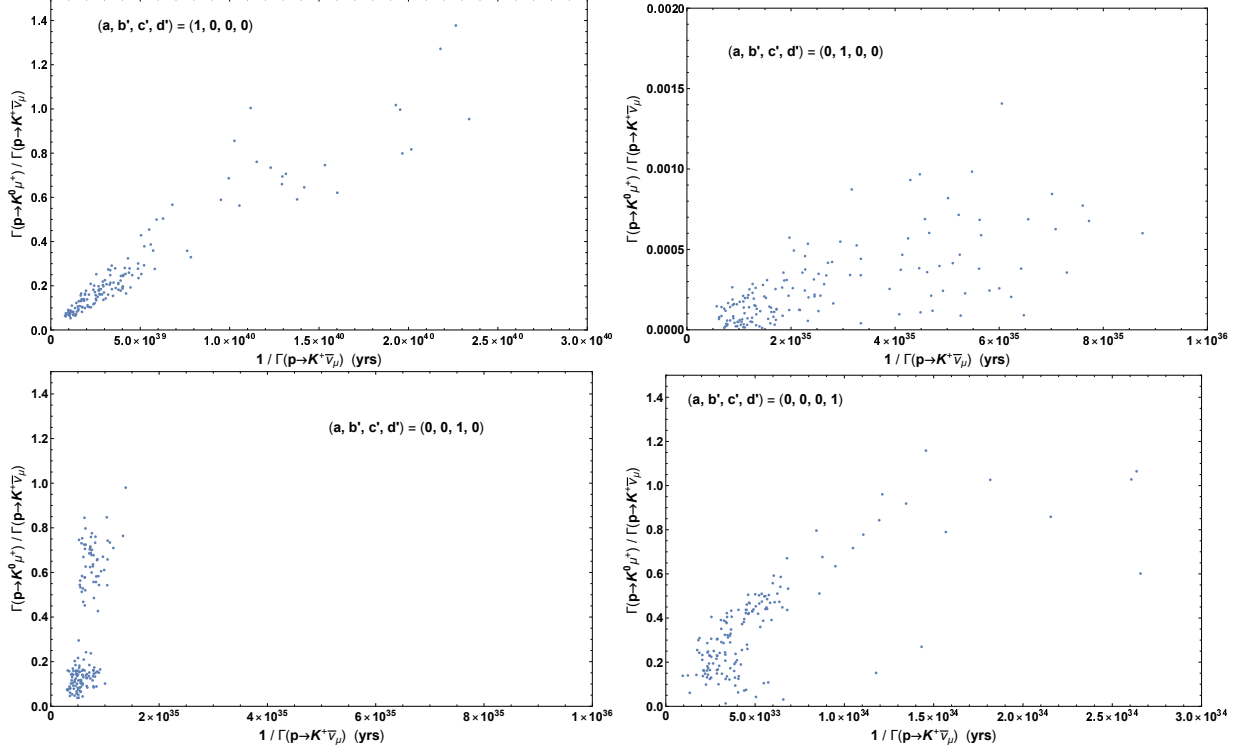 (a, b', c', d') = (1, 0, 0, 0)
Γ(p→K⁰μ⁺) / Γ(p→K⁺ν̅μ)
1.4
1.2
1.0
0.8
0.6
0.4
0.2
0.0
0 5.0×10³⁹ 1.0×10⁴⁰ 1.5×10⁴⁰ 2.0×10⁴⁰ 2.5×10⁴⁰ 3.0×10⁴⁰
1 / Γ(p→K⁺ν̅μ) (yrs)
(a, b', c', d') = (0, 1, 0, 0)
Γ(p→K⁰μ⁺) / Γ(p→K⁺ν̅μ)
0.0020
0.0015
0.0010
0.0005
0.0000
0 2×10³⁵ 4×10³⁵ 6×10³⁵ 8×10³⁵ 1×10³⁶
1 / Γ(p→K⁺ν̅μ) (yrs)
(a, b', c', d') = (0, 0, 1, 0)
Γ(p→K⁰μ⁺) / Γ(p→K⁺ν̅μ)
1.4
1.2
1.0
0.8
0.6
0.4
0.2
0.0
0 2×10³⁵ 4×10³⁵ 6×10³⁵ 8×10³⁵ 1×10³⁶
1 / Γ(p→K⁺ν̅μ) (yrs)
(a, b', c', d') = (0, 0, 0, 1)
Γ(p→K⁰μ⁺) / Γ(p→K⁺ν̅μ)
1.4
1.2
1.0
0.8
0.6
0.4
0.2
0.0
0 5.0×10³³ 1.0×10³⁴ 1.5×10³⁴ 2.0×10³⁴ 2.5×10³⁴ 3.0×10³⁴
1 / Γ(p→K⁺ν̅μ) (yrs)